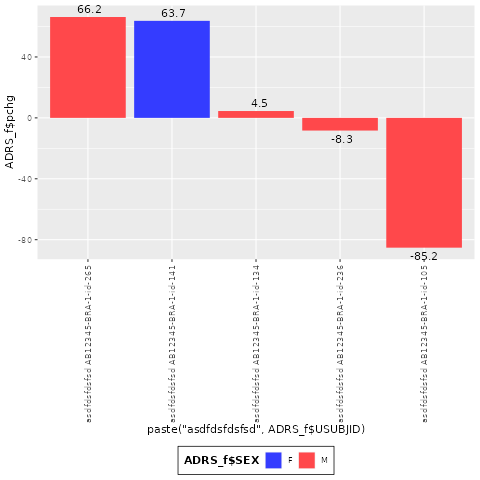 66.2
63.7
4.5
-8.3
-85.2
40
0
-40
-80
ADRS_f$pchg
asdfdsfdsfsd AB12345-BRA-1-id-265
asdfdsfdsfsd AB12345-BRA-1-id-141
asdfdsfdsfsd AB12345-BRA-1-id-134
asdfdsfdsfsd AB12345-BRA-1-id-236
asdfdsfdsfsd AB12345-BRA-1-id-105
paste("asdfdsfdsfsd", ADRS_f$USUBJID)
ADRS_f$SEX F M